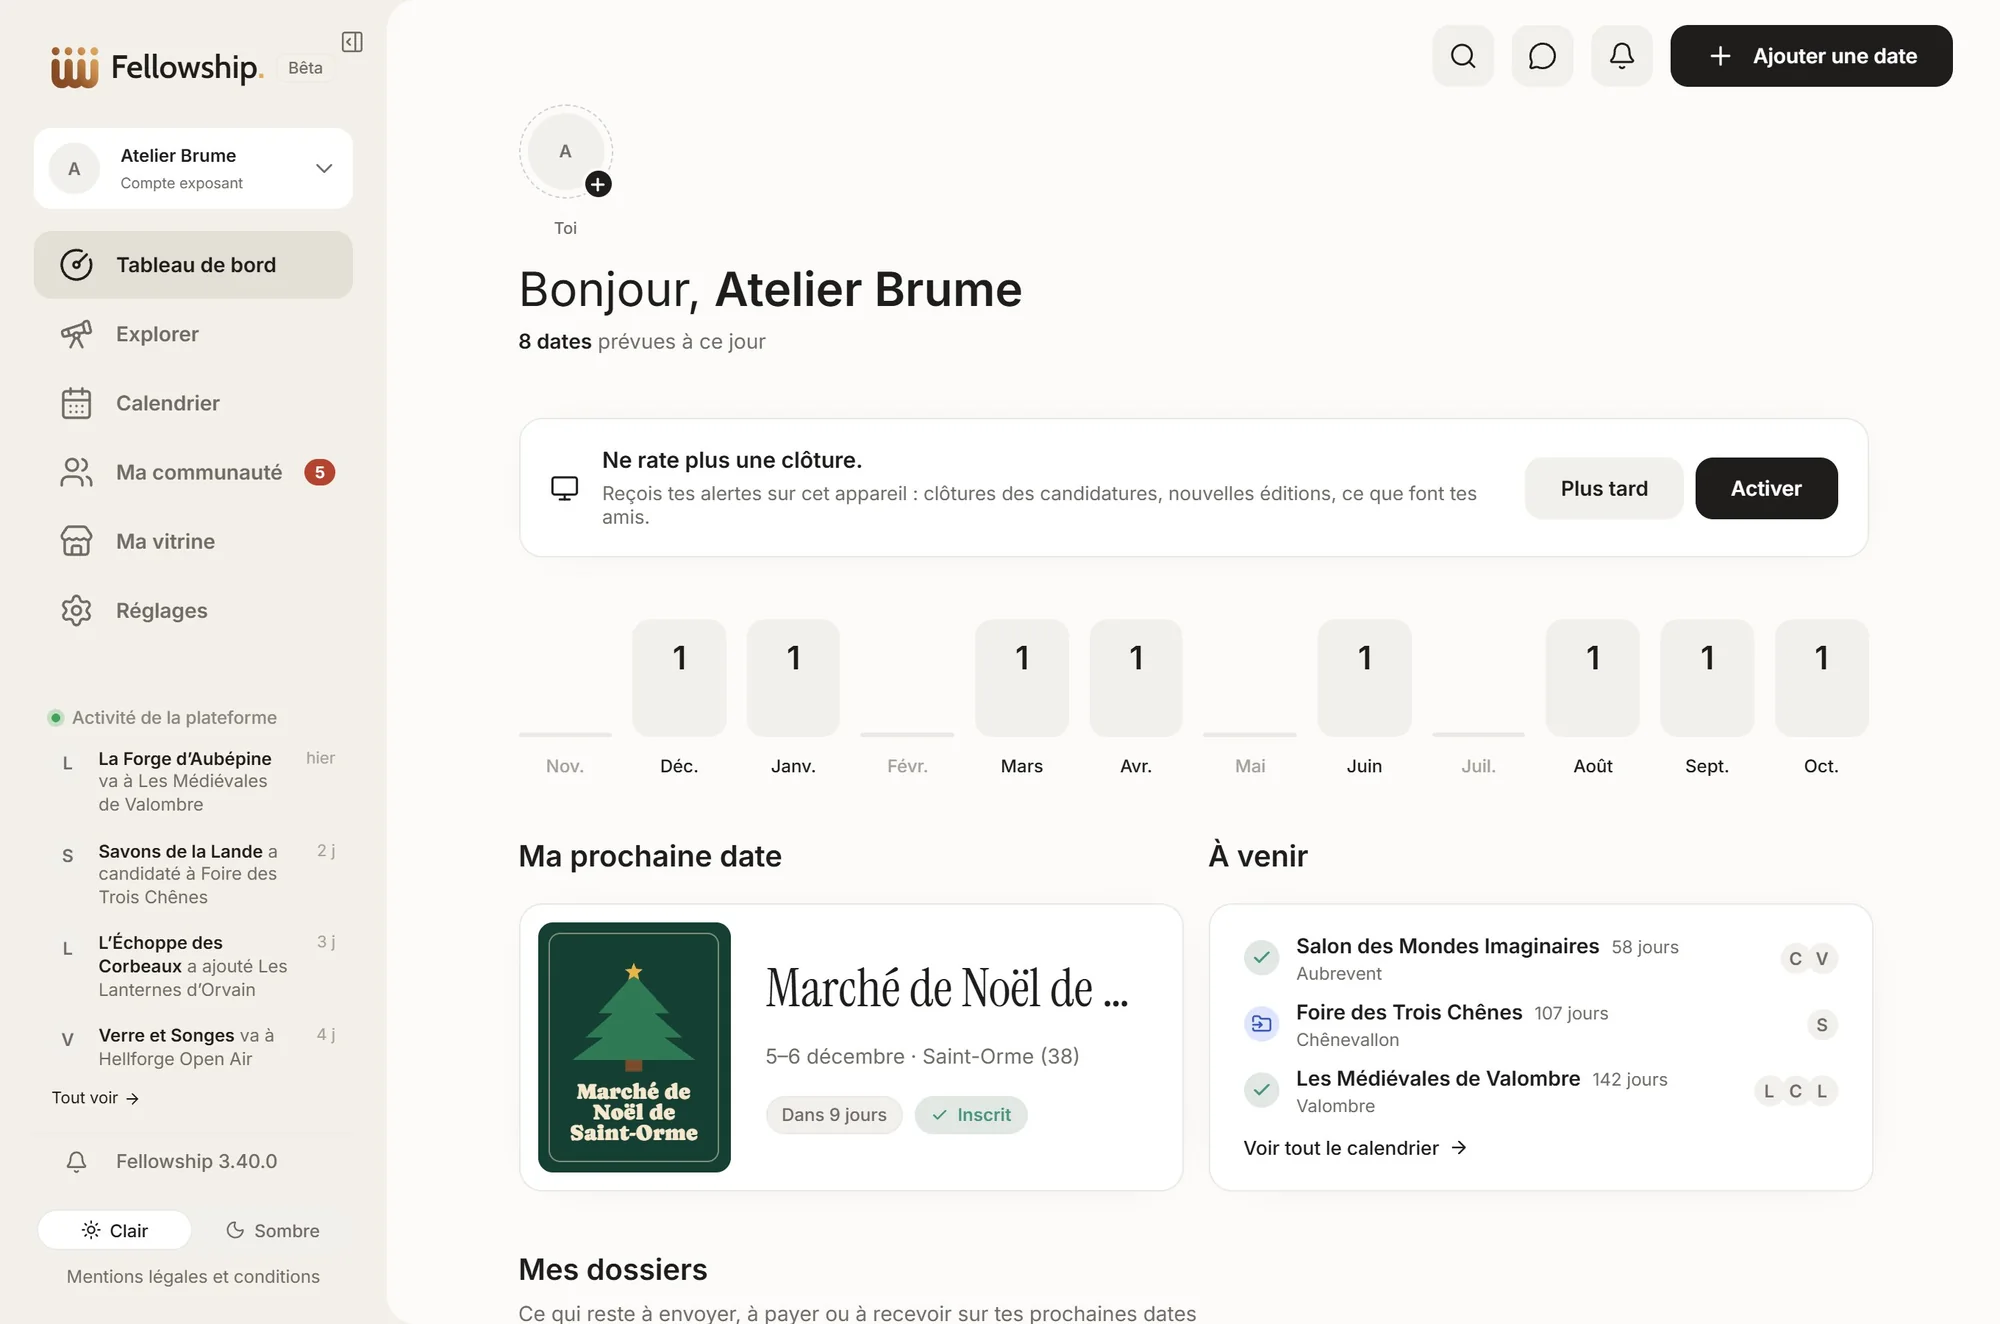 Fellowship.
Bêta
A
Atelier Brume
Compte exposant
Tableau de bord
Explorer
Calendrier
Ma communauté 5
Ma vitrine
Réglages
Activité de la plateforme
L
La Forge d’Aubépine
va à Les Médiévales
de Valombre
hier
S
Savons de la Lande a
candidaté à Foire des
Trois Chênes
2 j
L
L’Échoppe des
Corbeaux a ajouté Les
Lanternes d’Orvain
3 j
V
Verre et Songes va à
Hellforge Open Air
4 j
Tout voir →
Fellowship 3.40.0
Clair
Sombre
Mentions légales et conditions
Ajouter une date
A
Toi
Bonjour, Atelier Brume
8 dates prévues à ce jour
Ne rate plus une clôture.
Reçois tes alertes sur cet appareil : clôtures des candidatures, nouvelles éditions, ce que font tes
amis.
Plus tard
Activer
1 1 1 1 1 1 1 1
Nov. Déc. Janv. Févr. Mars Avr. Mai Juin Juil. Août Sept. Oct.
Ma prochaine date
Marché de
Noël de
Saint-Orme
Marché de Noël de ...
5–6 décembre · Saint-Orme (38)
Dans 9 jours
Inscrit
À venir
Salon des Mondes Imaginaires 58 jours
Aubrevent
C V
Foire des Trois Chênes 107 jours
Chênevallon
S
Les Médiévales de Valombre 142 jours
Valombre
L C L
Voir tout le calendrier →
Mes dossiers
Ce qui reste à envoyer, à payer ou à recevoir sur tes prochaines dates